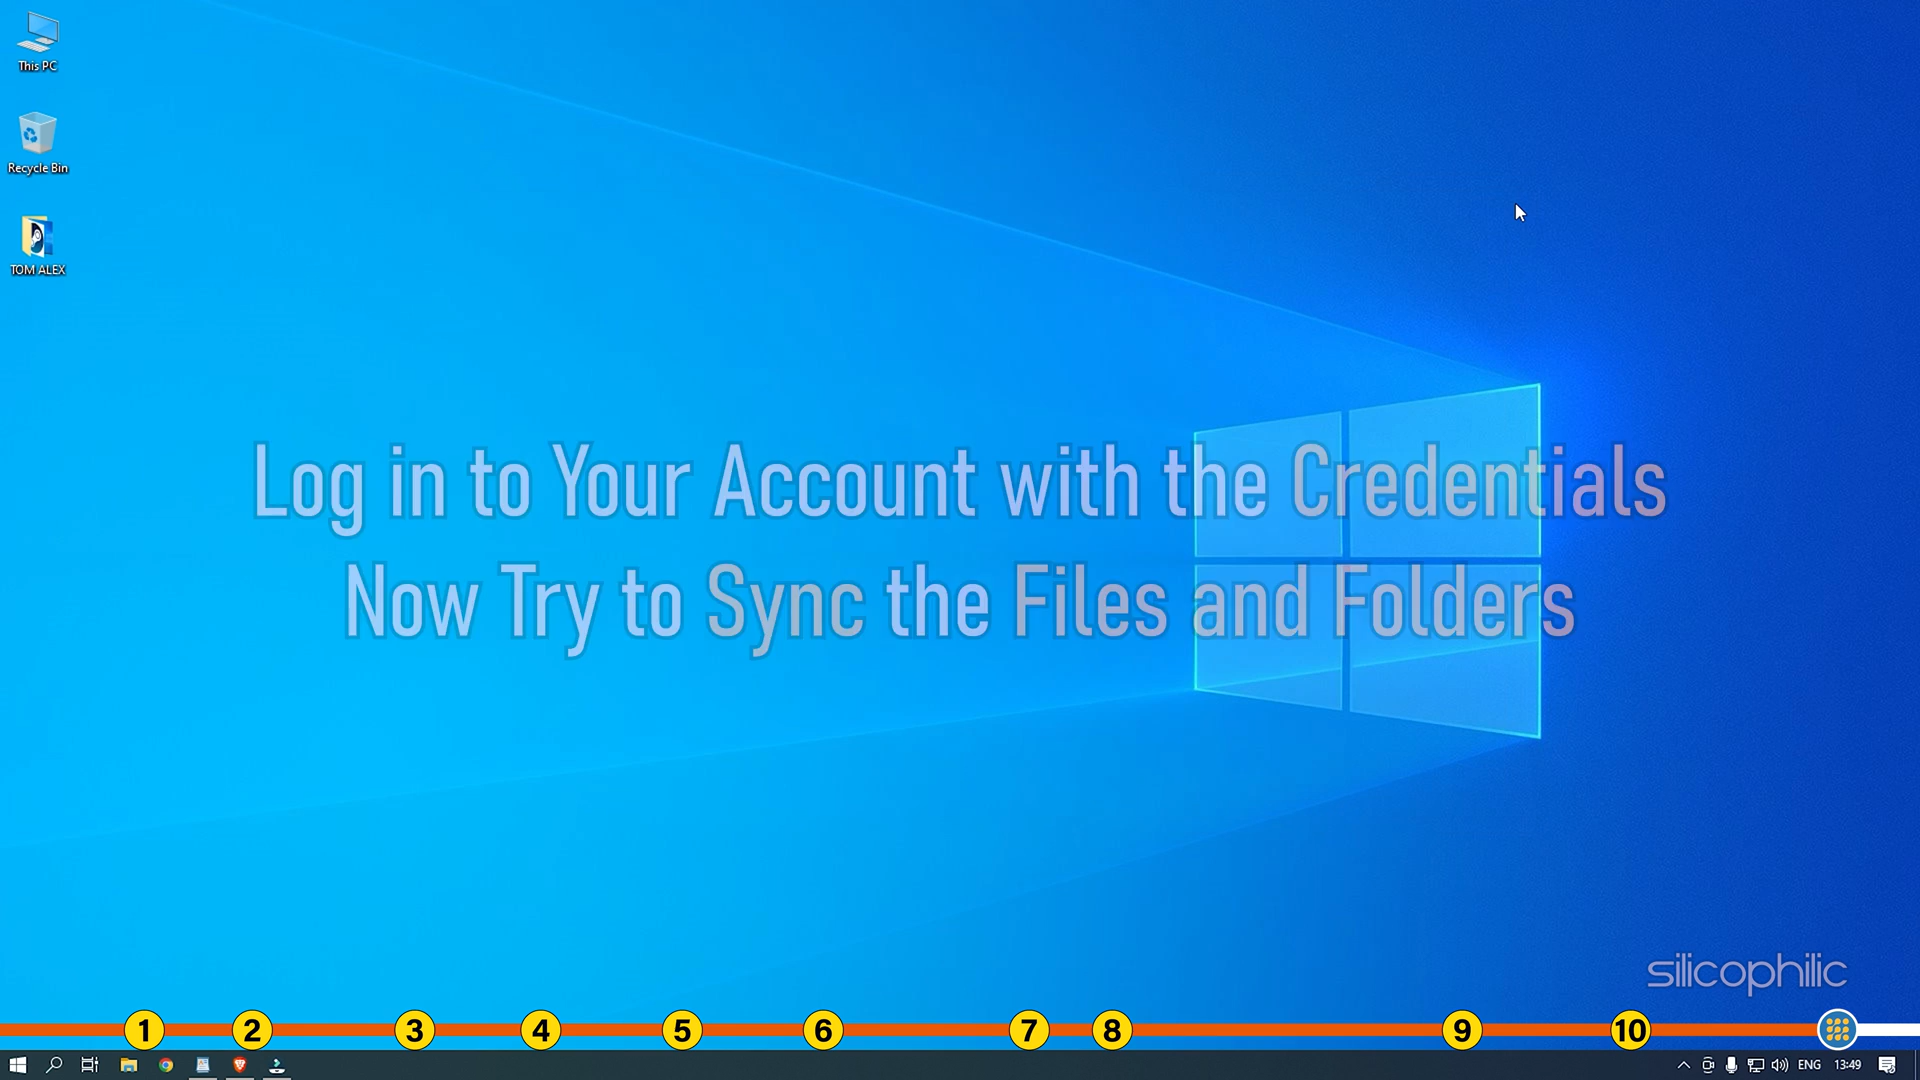 This PC
Recycle Bin
TOM ALEX
Log in to Your Account with the Credentials
Now Try to Sync the Files and Folders
silicophilic
1 2 3 4 5 6 7 8 9 10
ENG 13:49